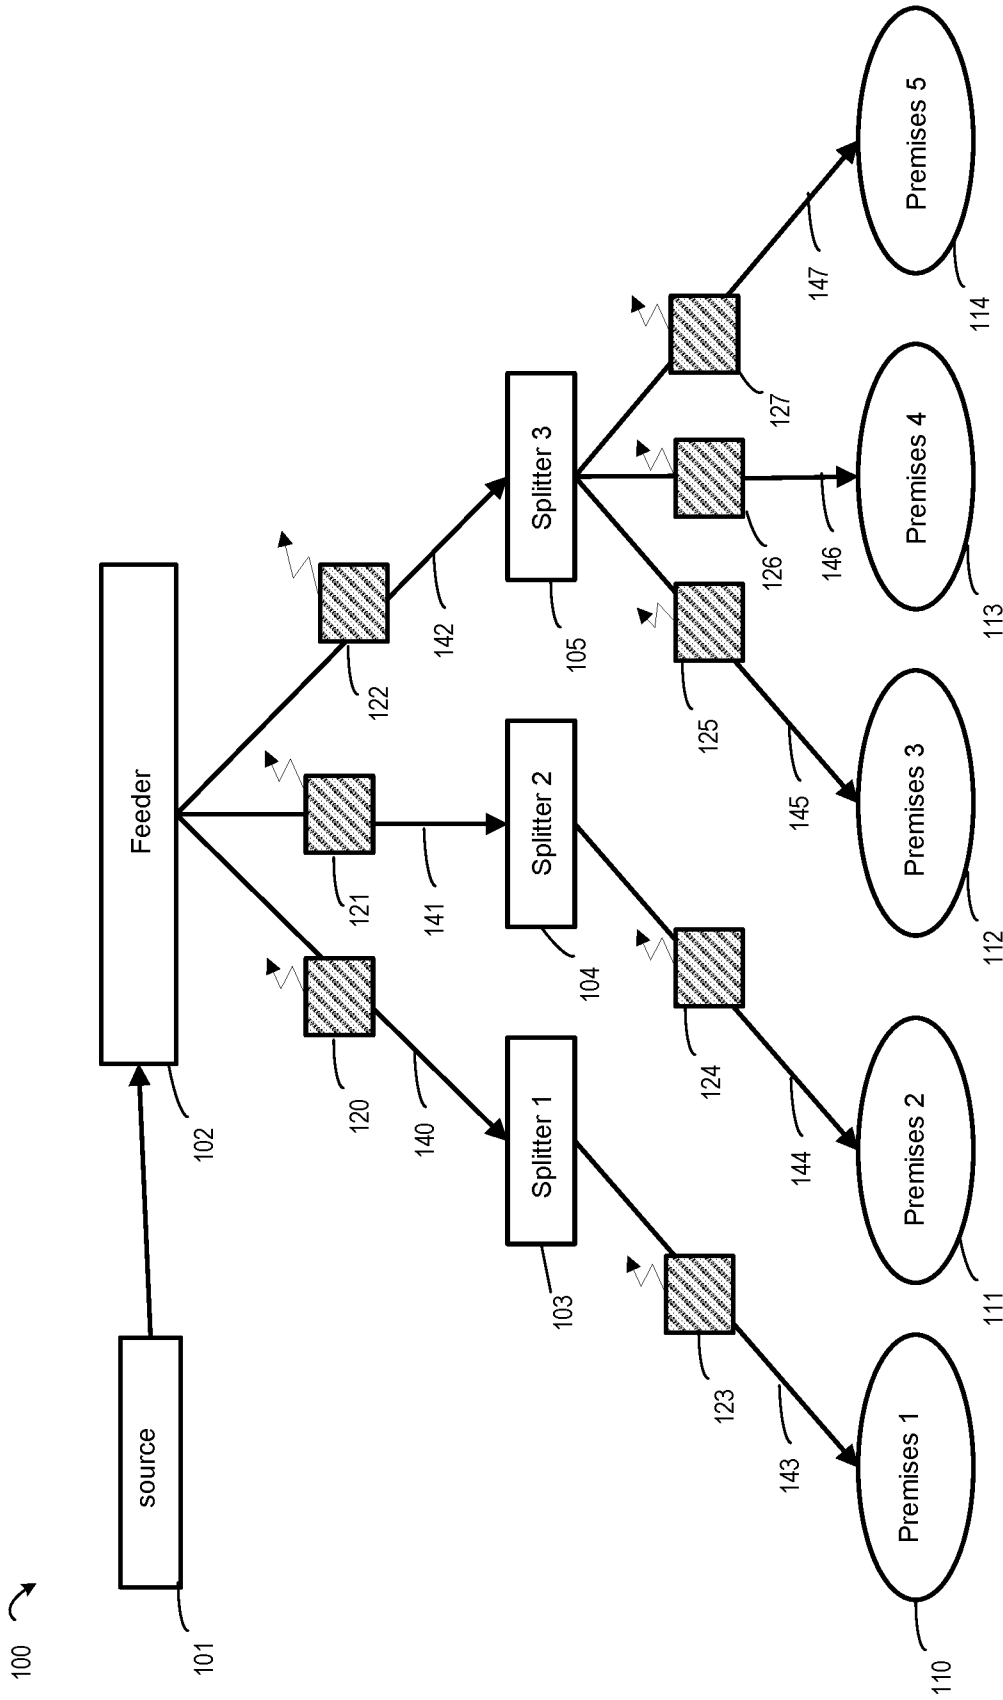 100
source
101
Feeder
102
120
121
122
140
141
142
Splitter 1
103
Splitter 2
104
Splitter 3
105
123
124
125
126
127
143
144
145
146
147
Premises 1
110
Premises 2
111
Premises 3
112
Premises 4
113
Premises 5
114